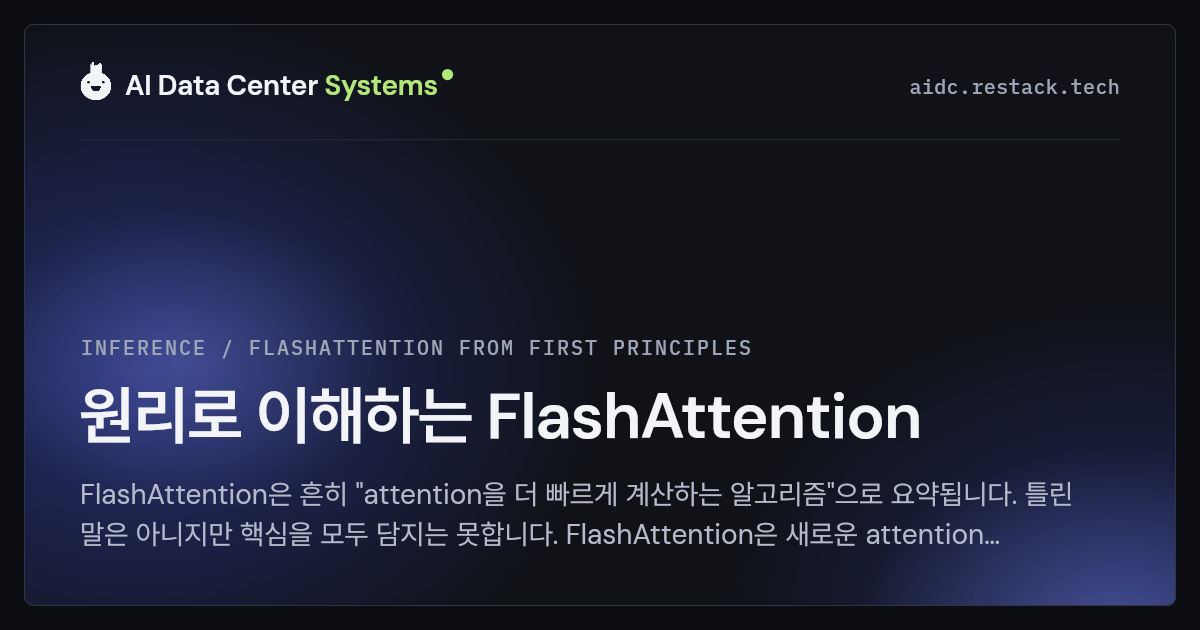 AI Data Center Systems
aidc.restack.tech
INFERENCE / FLASHATTENTION FROM FIRST PRINCIPLES
원리로 이해하는 FlashAttention
FlashAttention은 흔히 "attention을 더 빠르게 계산하는 알고리즘"으로 요약됩니다. 틀린
말은 아니지만 핵심을 모두 담지는 못합니다. FlashAttention은 새로운 attention…